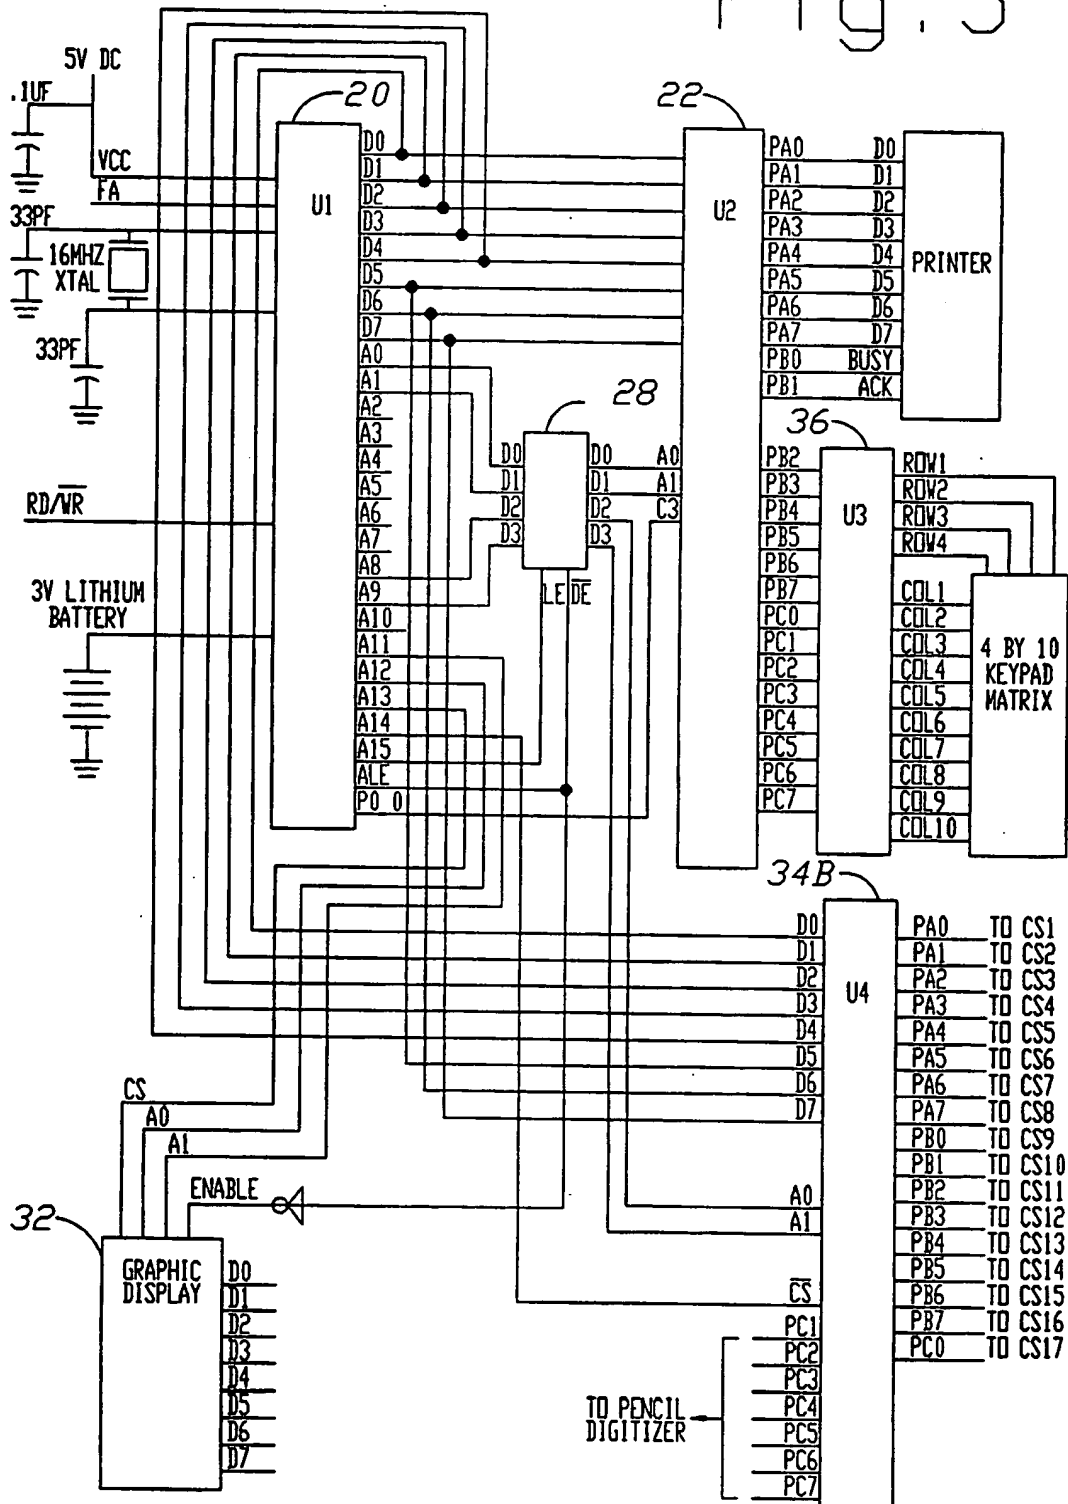 Fig. 3
5V DC
.1UF
VCC
FA
33PF
16MHZ
XTAL
33PF
RD/WR
3V LITHIUM
BATTERY
20
U1
D0
D1
D2
D3
D4
D5
D6
D7
A0
A1
A2
A3
A4
A5
A6
A7
A8
A9
A10
A11
A12
A13
A14
A15
ALE
P0 0
28
D0
D1
D2
D3
D0
D1
D2
D3
LE
OE
22
U2
A0
A1
C3
PA0
PA1
PA2
PA3
PA4
PA5
PA6
PA7
PB0
PB1
D0
D1
D2
D3
D4
D5
D6
D7
BUSY
ACK
PRINTER
PB2
PB3
PB4
PB5
PB6
PB7
PC0
PC1
PC2
PC3
PC4
PC5
PC6
PC7
36
U3
ROW1
ROW2
ROW3
ROW4
COL1
COL2
COL3
COL4
COL5
COL6
COL7
COL8
COL9
COL10
4 BY 10
KEYPAD
MATRIX
34B
U4
D0
D1
D2
D3
D4
D5
D6
D7
A0
A1
CS
PC1
PC2
PC3
PC4
PC5
PC6
PC7
TO PENCIL
DIGITIZER
PA0 TO CS1
PA1 TO CS2
PA2 TO CS3
PA3 TO CS4
PA4 TO CS5
PA5 TO CS6
PA6 TO CS7
PA7 TO CS8
PB0 TO CS9
PB1 TO CS10
PB2 TO CS11
PB3 TO CS12
PB4 TO CS13
PB5 TO CS14
PB6 TO CS15
PB7 TO CS16
PC0 TO CS17
CS
A0
A1
ENABLE
32
GRAPHIC
DISPLAY
D0
D1
D2
D3
D4
D5
D6
D7